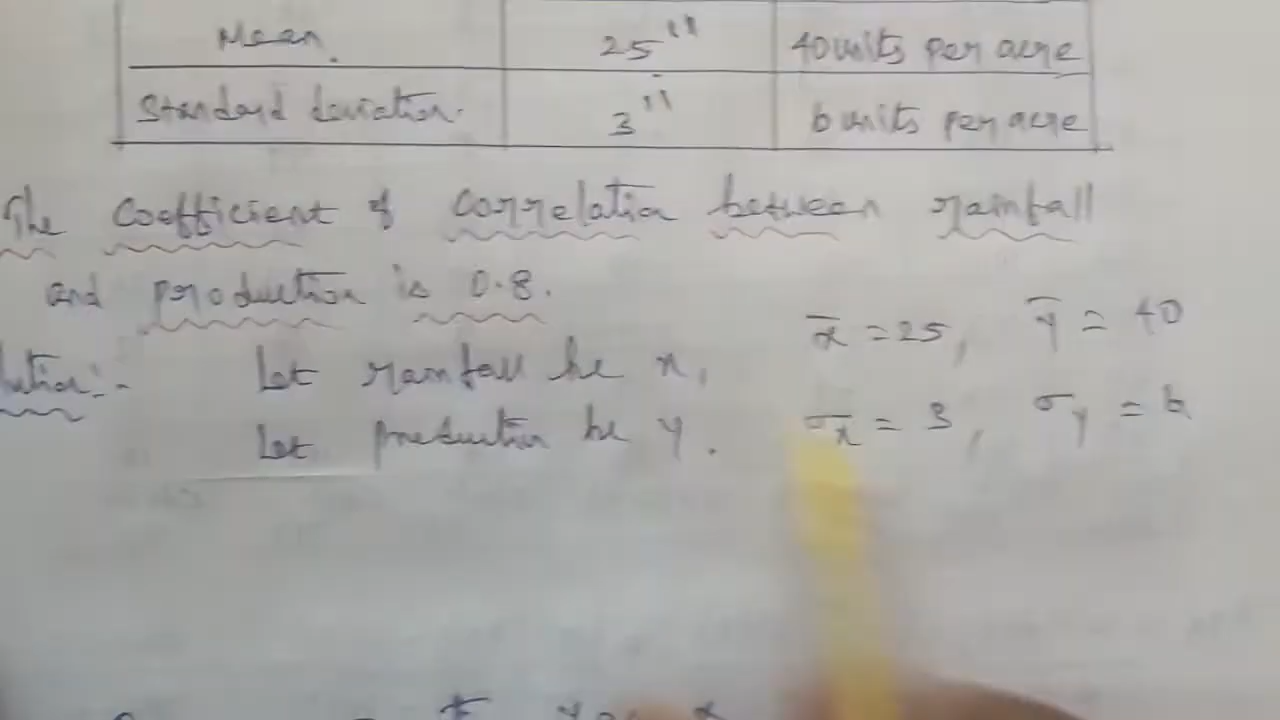 Mean. 25" 40 units per acre
Standard deviation. 3" 6 units per acre
The coefficient of correlation between rainfall
and production is 0.8.
x̄ = 25, ȳ = 40
Let rainfall be x,
σx = 3, σy = 6
Let production be y.